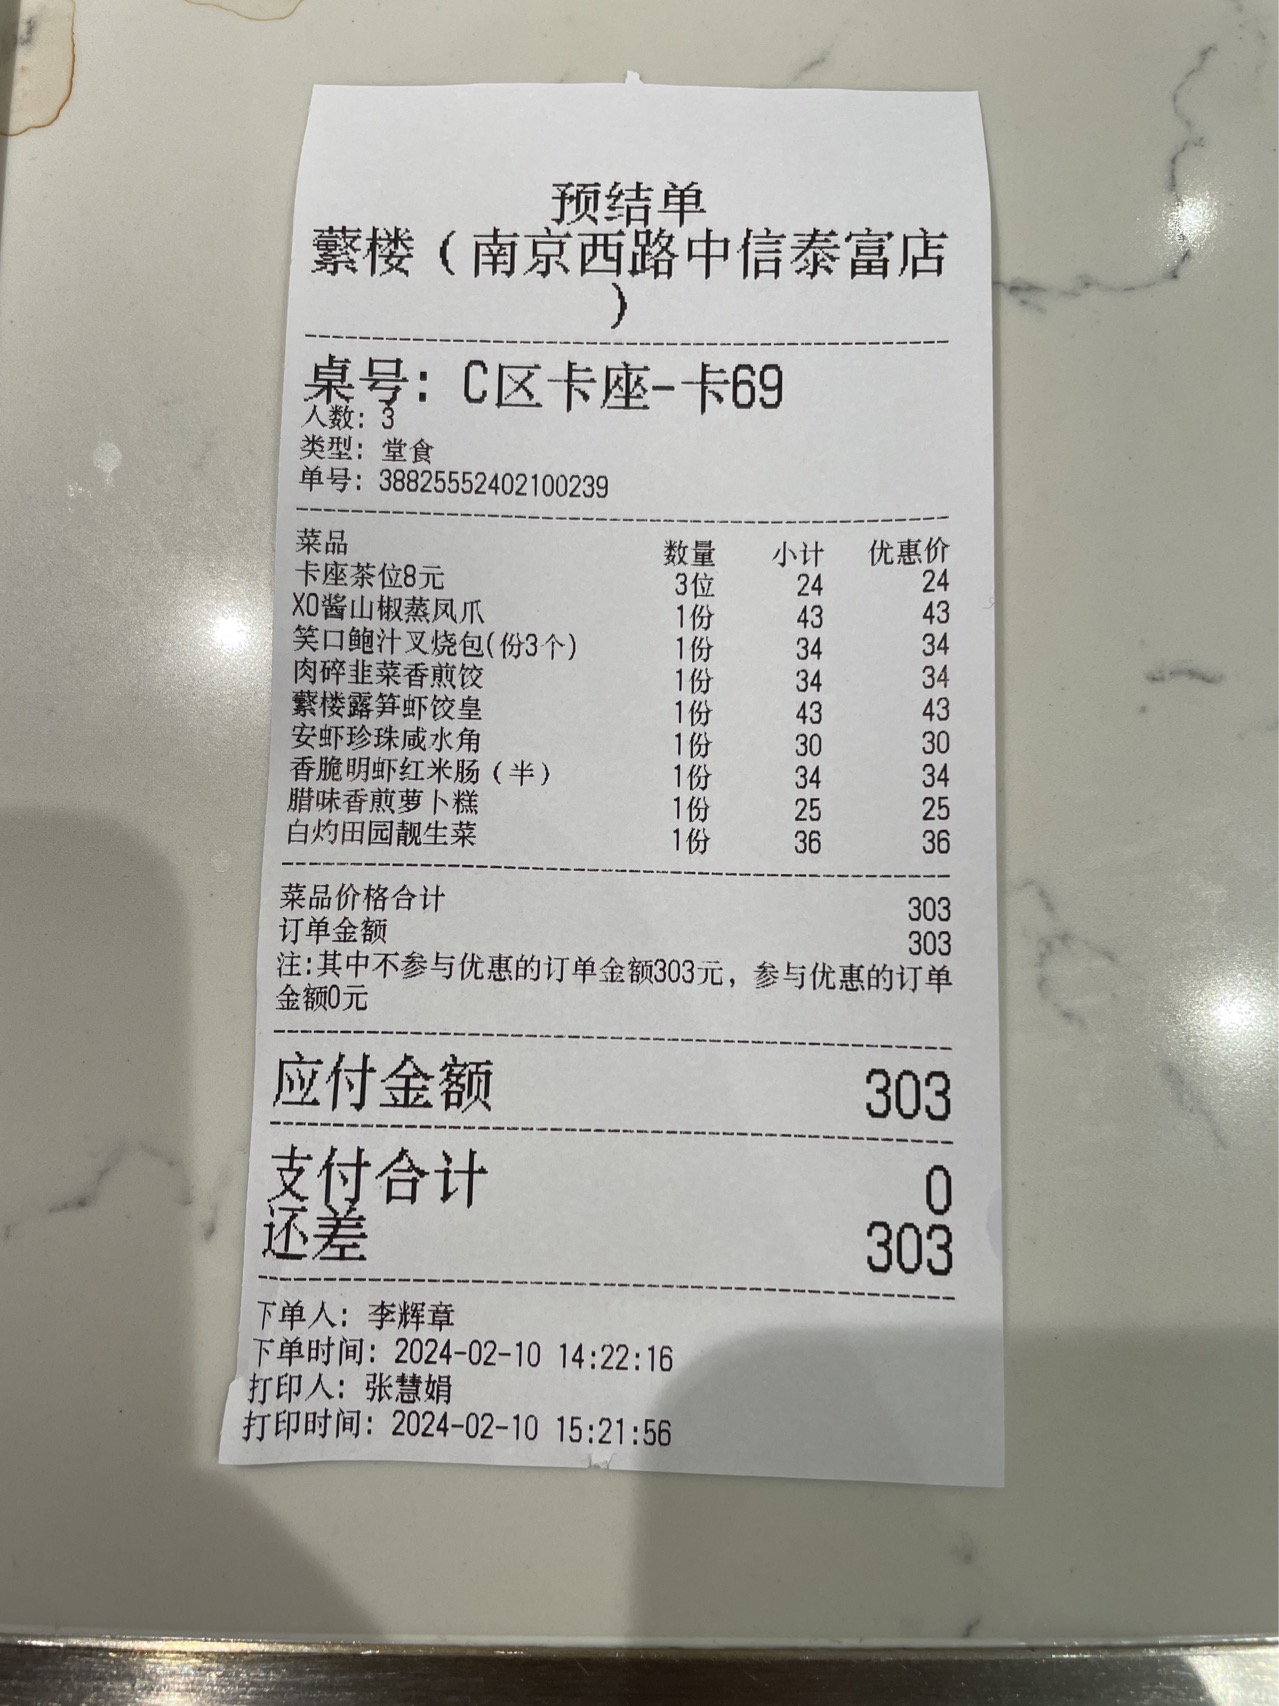 预结单
蘩楼（南京西路中信泰富店
）
桌号: C区卡座-卡69
人数: 3
类型: 堂食
单号: 38825552402100239
菜品 数量 小计 优惠价
卡座茶位8元 3位 24 24
XO酱山椒蒸凤爪 1份 43 43
笑口鲍汁叉烧包(份3个) 1份 34 34
肉碎韭菜香煎饺 1份 34 34
蘩楼露笋虾饺皇 1份 43 43
安虾珍珠咸水角 1份 30 30
香脆明虾红米肠（半） 1份 34 34
腊味香煎萝卜糕 1份 25 25
白灼田园靓生菜 1份 36 36
菜品价格合计 303
订单金额 303
注:其中不参与优惠的订单金额303元，参与优惠的订单
金额0元
应付金额 303
支付合计 0
还差 303
下单人: 李辉章
下单时间: 2024-02-10 14:22:16
打印人: 张慧娟
打印时间: 2024-02-10 15:21:56